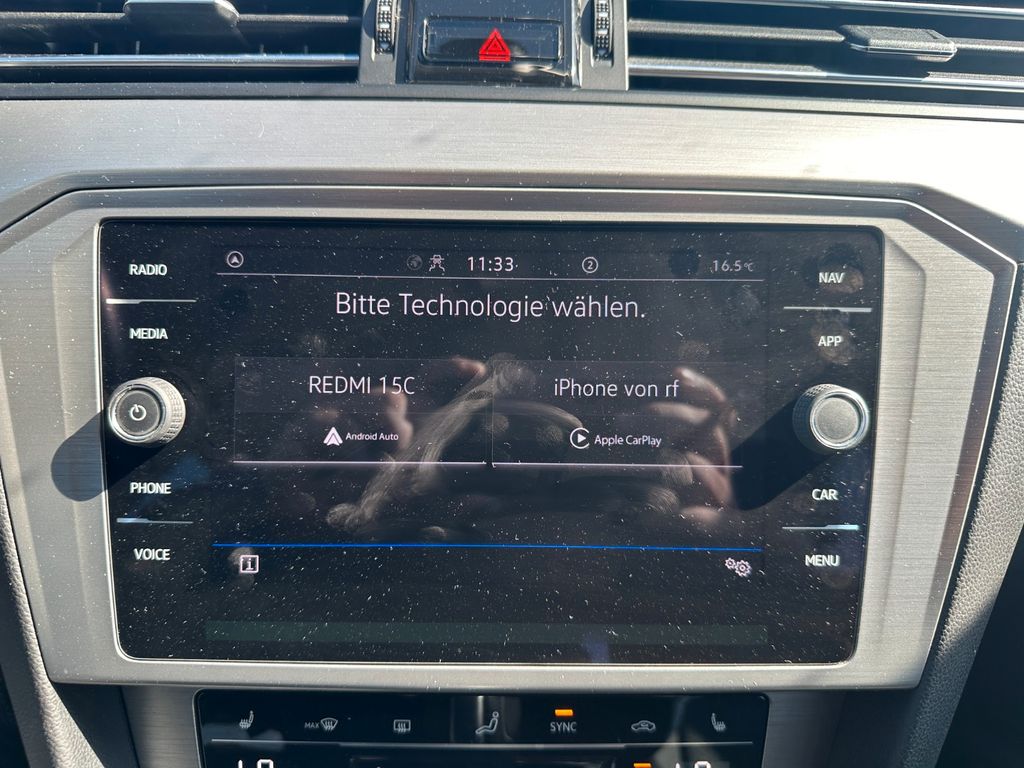 RADIO
MEDIA
PHONE
VOICE
11:33
2
16.5°C
Bitte Technologie wählen.
REDMI 15C
Android Auto
iPhone von rf
Apple CarPlay
i
NAV
APP
CAR
MENU
MAX
SYNC